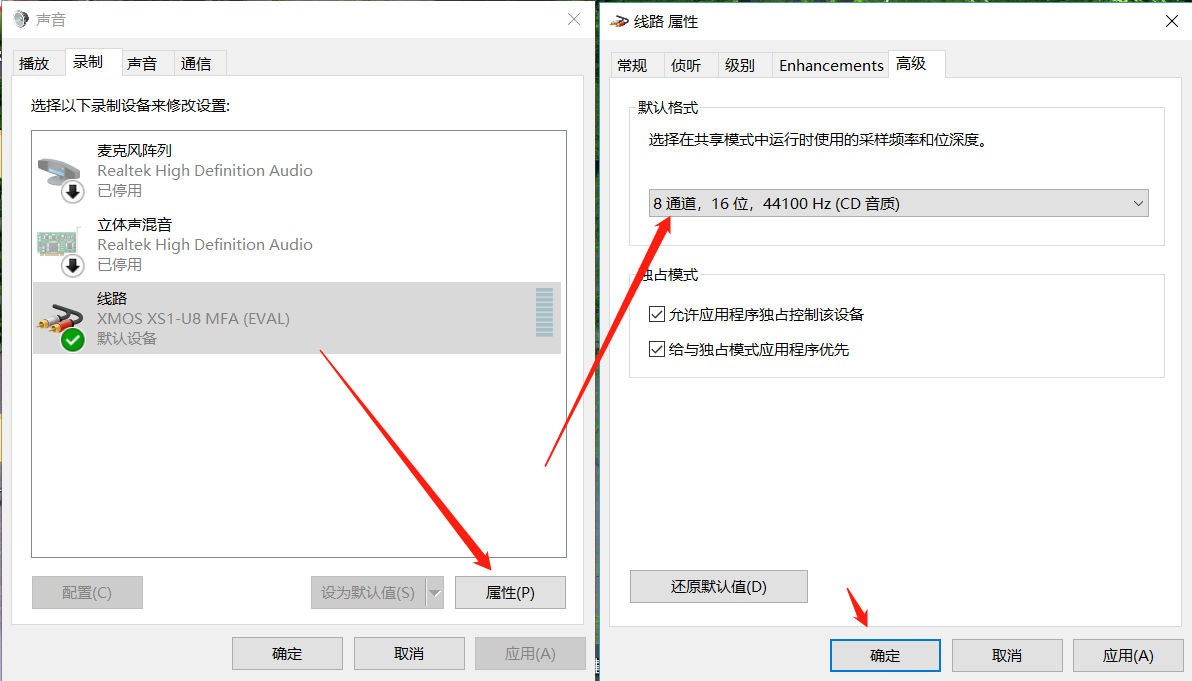 声音
播放
录制
声音
通信
选择以下录制设备来修改设置:
麦克风阵列
Realtek High Definition Audio
已停用
立体声混音
Realtek High Definition Audio
已停用
线路
XMOS XS1-U8 MFA (EVAL)
默认设备
配置(C)
设为默认值(S)
属性(P)
确定
取消
应用(A)
线路 属性
常规
侦听
级别
Enhancements
高级
默认格式
选择在共享模式中运行时使用的采样频率和位深度。
8 通道，16 位，44100 Hz (CD 音质)
独占模式
允许应用程序独占控制该设备
给与独占模式应用程序优先
还原默认值(D)
确定
取消
应用(A)